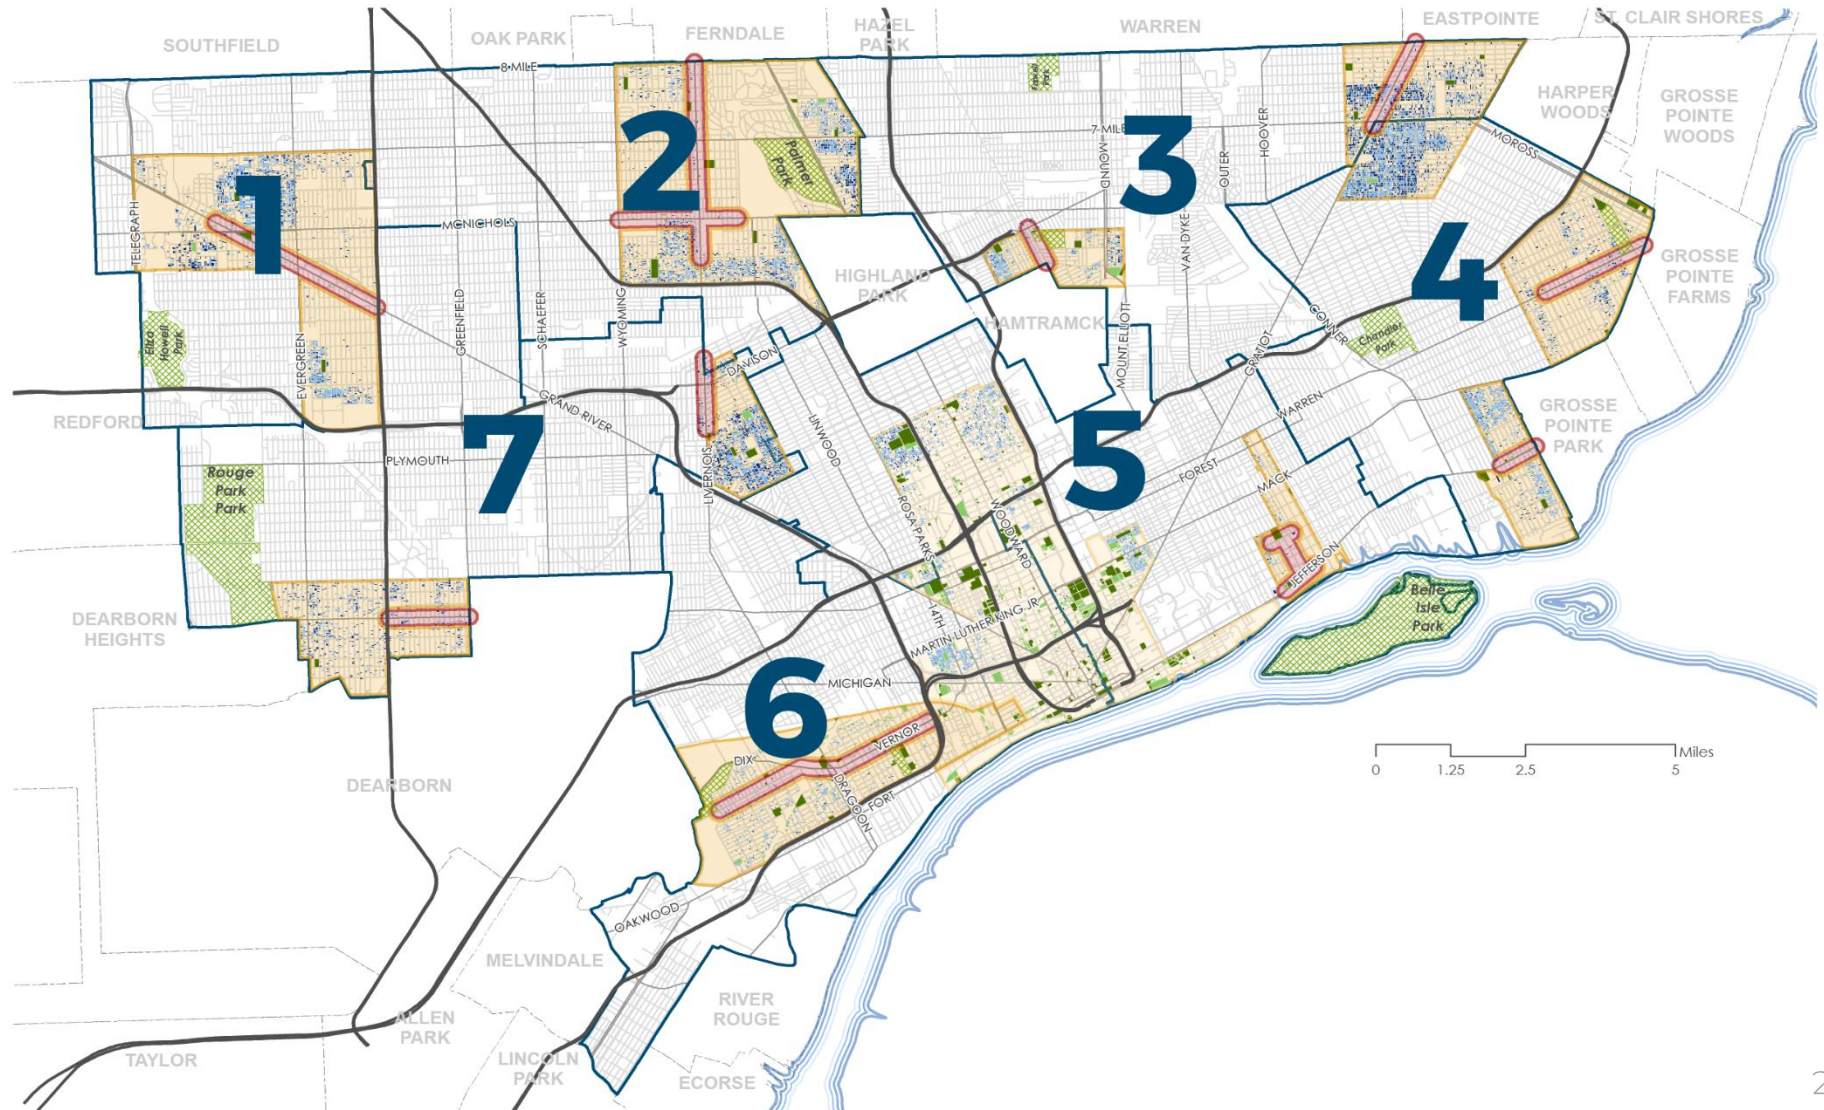 SOUTHFIELD
OAK PARK
FERNDALE
HAZEL
PARK
WARREN
EASTPOINTE
ST. CLAIR SHORES
8 MILE
Farwell
Park
HARPER
WOODS
GROSSE
POINTE
WOODS
7 MILE
MOROSS
HOOVER
OUTER
MOUND
VAN DYKE
1
2
3
4
Palmer
Park
TELEGRAPH
MCNICHOLS
HIGHLAND
PARK
HAMTRAMCK
GROSSE
POINTE
FARMS
Eliza
Howell
Park
EVERGREEN
GREENFIELD
SCHAEFER
WYOMING
DAVISON
MOUNT ELLIOTT
GRATIOT
CONNER
Chandler
Park
REDFORD
GRAND RIVER
LINWOOD
WARREN
GROSSE
POINTE
PARK
7
5
PLYMOUTH
LIVERNOIS
FOREST
MACK
Rouge
Park
Park
ROSA PARKS
WOODWARD
JEFFERSON
Belle
Isle
Park
DEARBORN
HEIGHTS
14TH
MARTIN LUTHER KING JR
6
MICHIGAN
VERNOR
DIX
DRAGOON
FORT
Miles
0
1.25
2.5
5
DEARBORN
OAKWOOD
MELVINDALE
RIVER
ROUGE
ALLEN
PARK
TAYLOR
LINCOLN
PARK
ECORSE
2